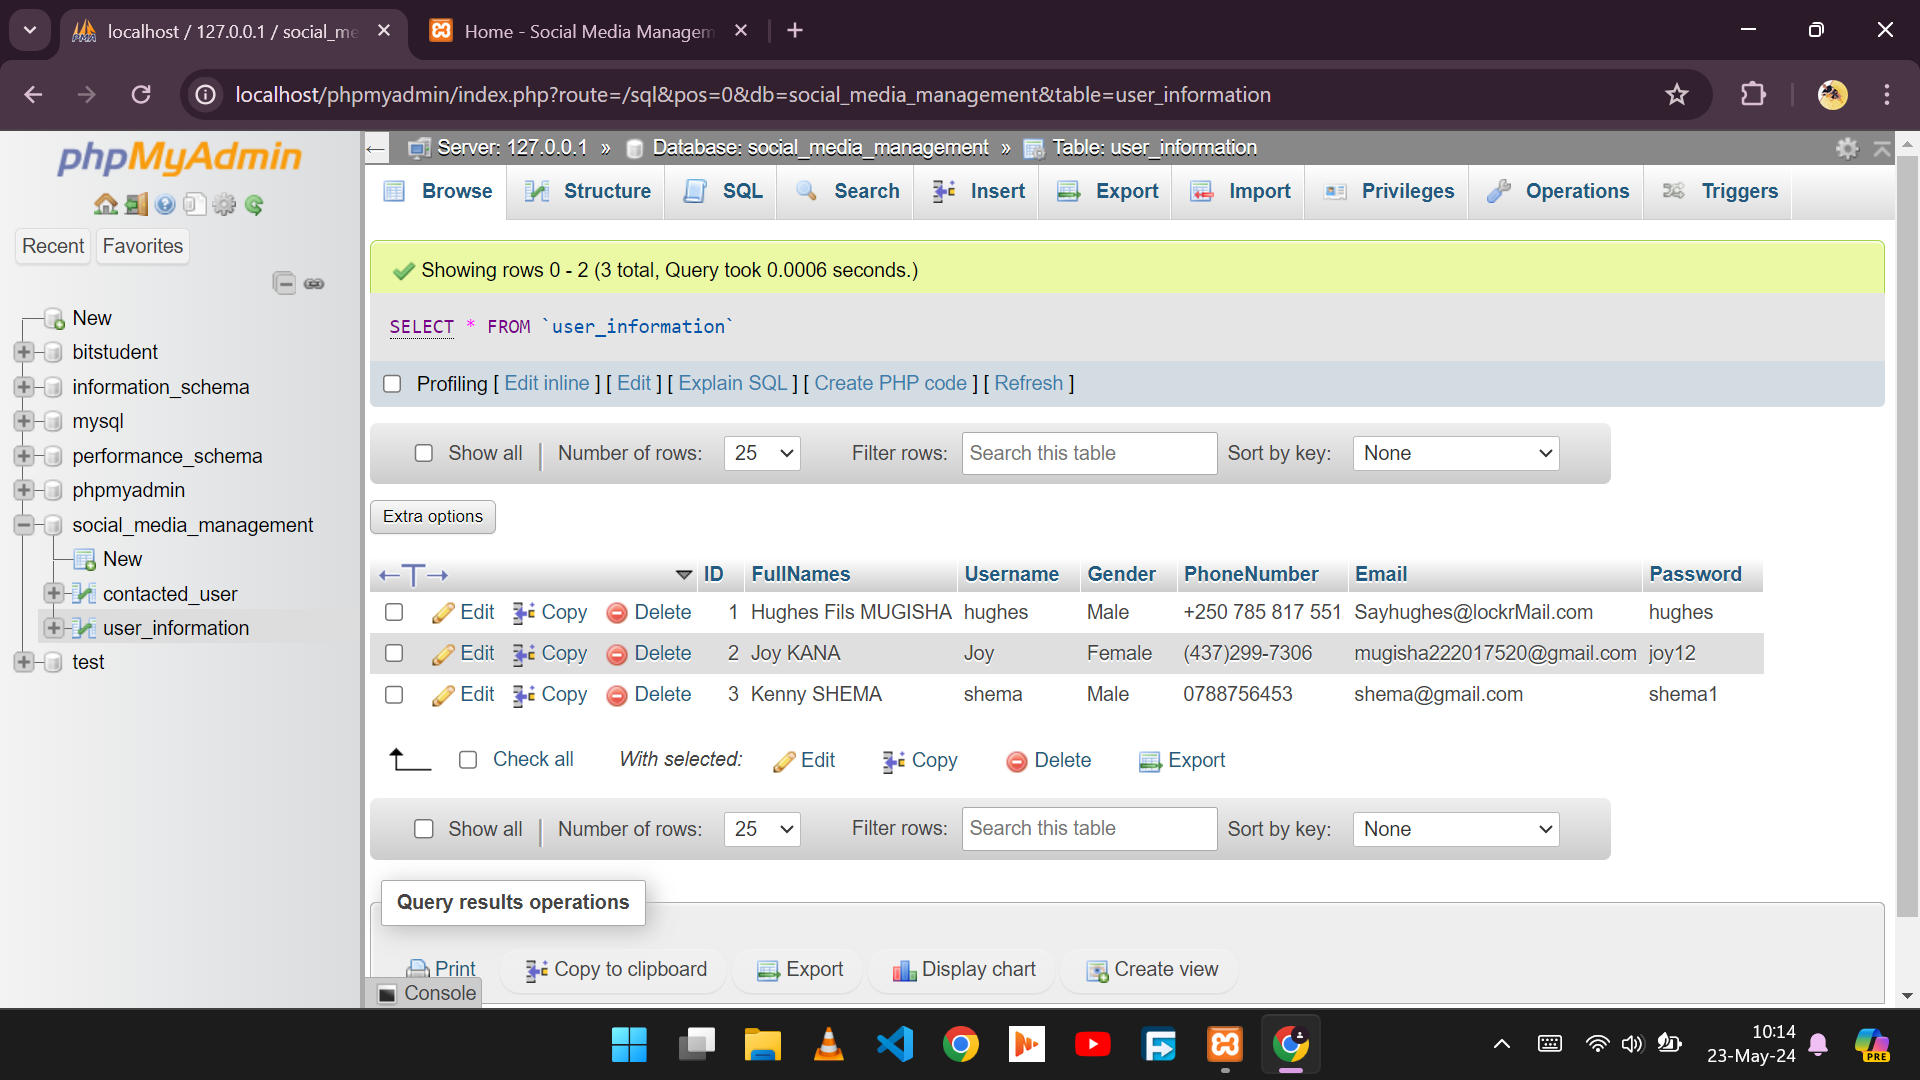 localhost / 127.0.0.1 / social_me
Home - Social Media Managem
localhost/phpmyadmin/index.php?route=/sql&pos=0&db=social_media_management&table=user_information
phpMyAdmin
Recent Favorites
New
bitstudent
information_schema
mysql
performance_schema
phpmyadmin
social_media_management
New
contacted_user
user_information
test
Server: 127.0.0.1 » Database: social_media_management » Table: user_information
Browse Structure SQL Search Insert Export Import Privileges Operations Triggers
Showing rows 0 - 2 (3 total, Query took 0.0006 seconds.)
SELECT * FROM `user_information`
Profiling [ Edit inline ] [ Edit ] [ Explain SQL ] [ Create PHP code ] [ Refresh ]
Show all Number of rows: 25 Filter rows: Search this table Sort by key: None
Extra options
ID FullNames Username Gender PhoneNumber Email Password
Edit Copy Delete 1 Hughes Fils MUGISHA hughes Male +250 785 817 551 Sayhughes@lockrMail.com hughes
Edit Copy Delete 2 Joy KANA Joy Female (437)299-7306 mugisha222017520@gmail.com joy12
Edit Copy Delete 3 Kenny SHEMA shema Male 0788756453 shema@gmail.com shema1
Check all With selected: Edit Copy Delete Export
Show all Number of rows: 25 Filter rows: Search this table Sort by key: None
Query results operations
Print Copy to clipboard Export Display chart Create view
Console
10:14
23-May-24
PRE